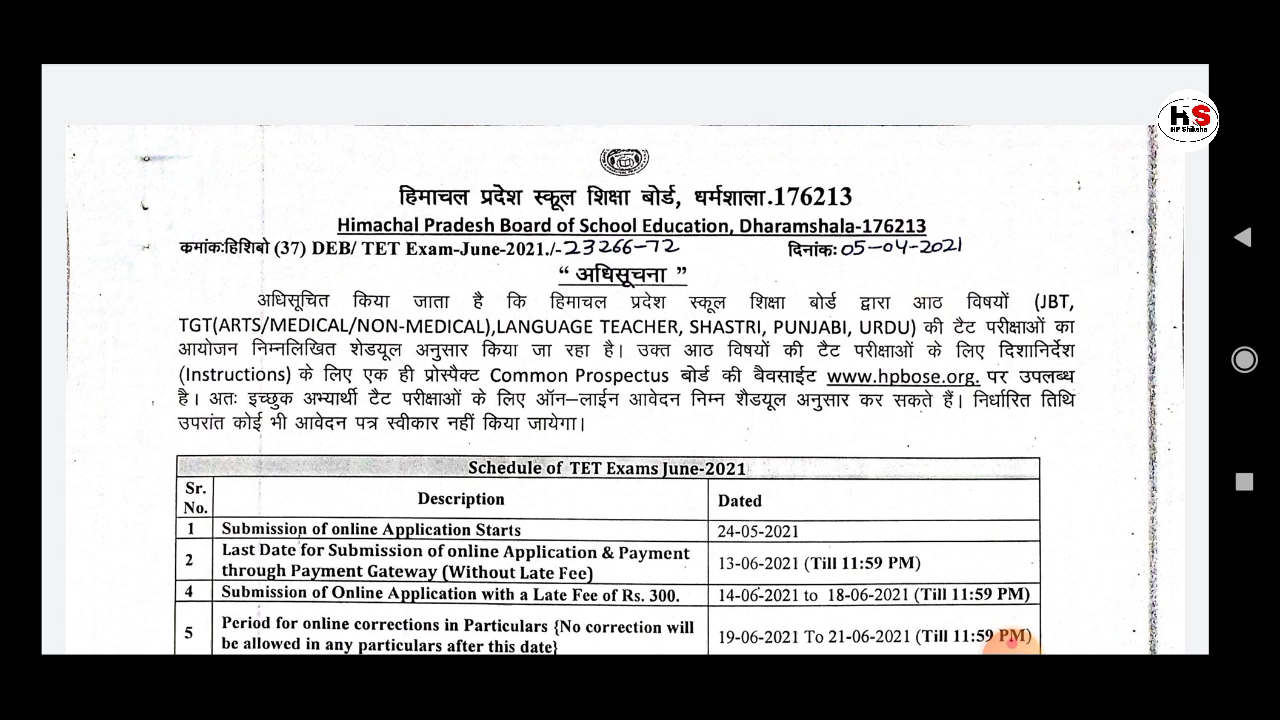 HS
HP Shiksha
हिमाचल प्रदेश स्कूल शिक्षा बोर्ड, धर्मशाला.176213
Himachal Pradesh Board of School Education, Dharamshala-176213
क्रमांक:हिशिबो (37) DEB/ TET Exam-June-2021./-23266-72 दिनांक: 05-04-2021
“ अधिसूचना ”
अधिसूचित किया जाता है कि हिमाचल प्रदेश स्कूल शिक्षा बोर्ड द्वारा आठ विषयों (JBT,
TGT(ARTS/MEDICAL/NON-MEDICAL),LANGUAGE TEACHER, SHASTRI, PUNJABI, URDU) की टैट परीक्षाओं का
आयोजन निम्नलिखित शेडयूल अनुसार किया जा रहा है। उक्त आठ विषयों की टैट परीक्षाओं के लिए दिशानिर्देश
(Instructions) के लिए एक ही प्रोस्पैक्ट Common Prospectus बोर्ड की वैवसाईट www.hpbose.org. पर उपलब्ध
है। अतः इच्छुक अभ्यार्थी टैट परीक्षाओं के लिए ऑन–लाईन आवेदन निम्न शैडयूल अनुसार कर सकते हैं। निर्धारित तिथि
उपरांत कोई भी आवेदन पत्र स्वीकार नहीं किया जायेगा।
Schedule of TET Exams June-2021
Sr. No. Description Dated
1 Submission of online Application Starts 24-05-2021
2 Last Date for Submission of online Application & Payment through Payment Gateway (Without Late Fee) 13-06-2021 (Till 11:59 PM)
4 Submission of Online Application with a Late Fee of Rs. 300. 14-06-2021 to 18-06-2021 (Till 11:59 PM)
5 Period for online corrections in Particulars {No correction will be allowed in any particulars after this date} 19-06-2021 To 21-06-2021 (Till 11:59 PM)